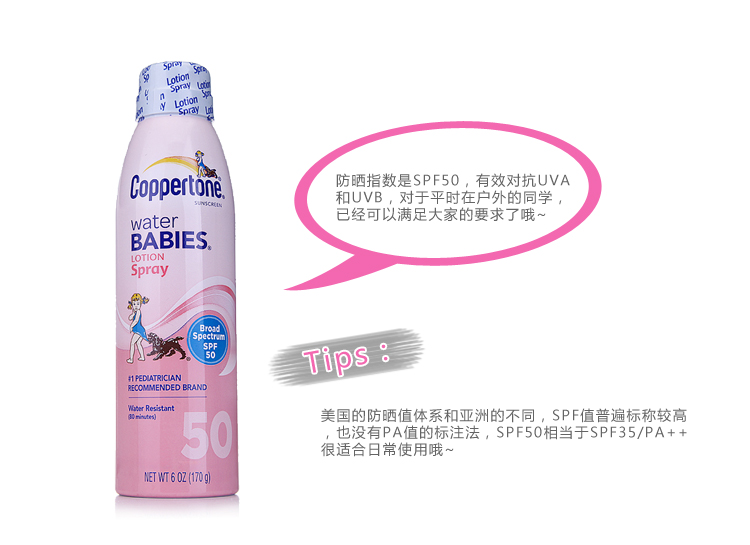 Spray
Lotion
Spray
Lotion
Spray
Coppertone®
SUNSCREEN
water
BABIES®
LOTION
Spray
Broad
Spectrum
SPF
50
#1 PEDIATRICIAN
RECOMMENDED BRAND
Water Resistant
(80 minutes)
50
NET WT 6 OZ (170 g)
防晒指数是SPF50，有效对抗UVA
和UVB，对于平时在户外的同学，
已经可以满足大家的要求了哦~
Tips：
美国的防晒值体系和亚洲的不同，SPF值普遍标称较高
，也没有PA值的标注法，SPF50相当于SPF35/PA++
很适合日常使用哦~